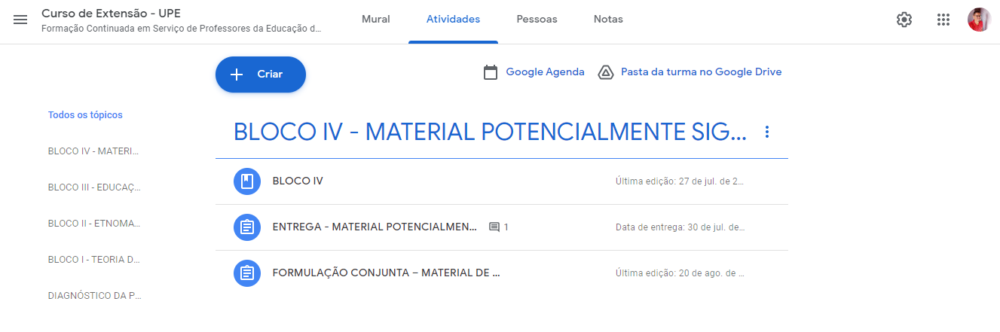 Curso de Extensão - UPE
Formação Continuada em Serviço de Professores da Educação d...
Mural
Atividades
Pessoas
Notas
Criar
Google Agenda
Pasta da turma no Google Drive
Todos os tópicos
BLOCO IV - MATERI...
BLOCO III - EDUCAÇ...
BLOCO II - ETNOMA...
BLOCO I - TEORIA D...
DIAGNÓSTICO DA P...
BLOCO IV - MATERIAL POTENCIALMENTE SIG...
BLOCO IV
Última edição: 27 de jul. de 2...
ENTREGA - MATERIAL POTENCIALMEN...
1
Data de entrega: 30 de jul. de...
FORMULAÇÃO CONJUNTA – MATERIAL DE ...
Última edição: 20 de ago. de ...